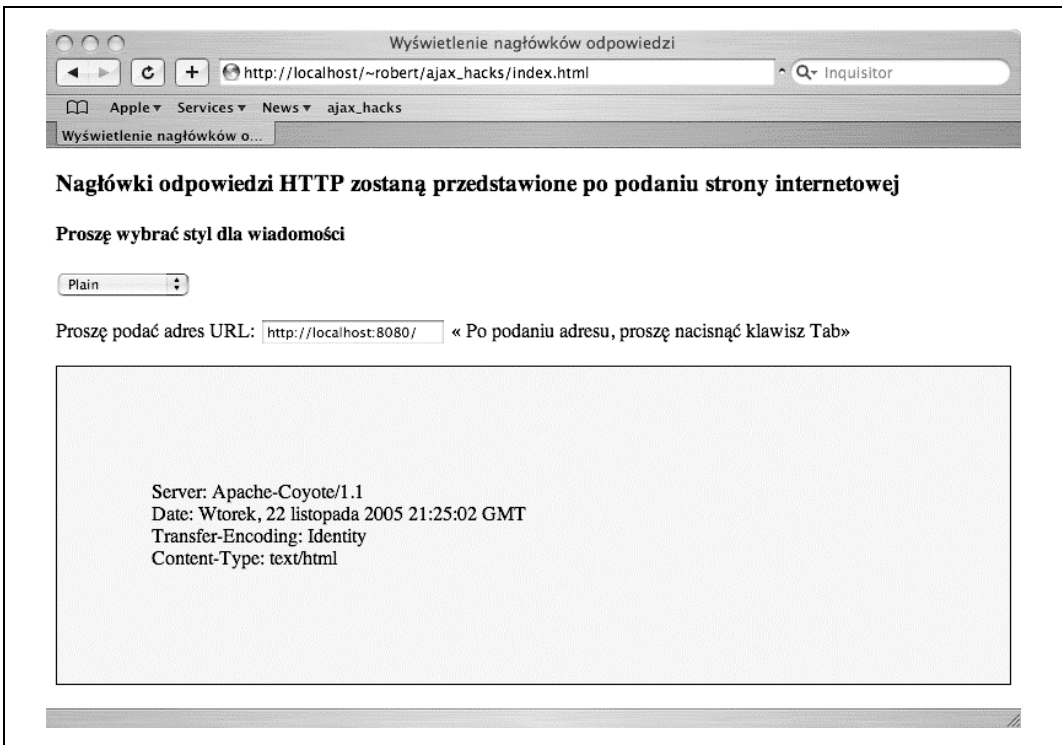 Wyświetlenie nagłówków odpowiedzi
http://localhost/~robert/ajax_hacks/index.html
Inquisitor
Apple Services News ajax_hacks
Wyświetlenie nagłówków o...
Nagłówki odpowiedzi HTTP zostaną przedstawione po podaniu strony internetowej
Proszę wybrać styl dla wiadomości
Plain
Proszę podać adres URL: http://localhost:8080/ « Po podaniu adresu, proszę nacisnąć klawisz Tab»
Server: Apache-Coyote/1.1
Date: Wtorek, 22 listopada 2005 21:25:02 GMT
Transfer-Encoding: Identity
Content-Type: text/html